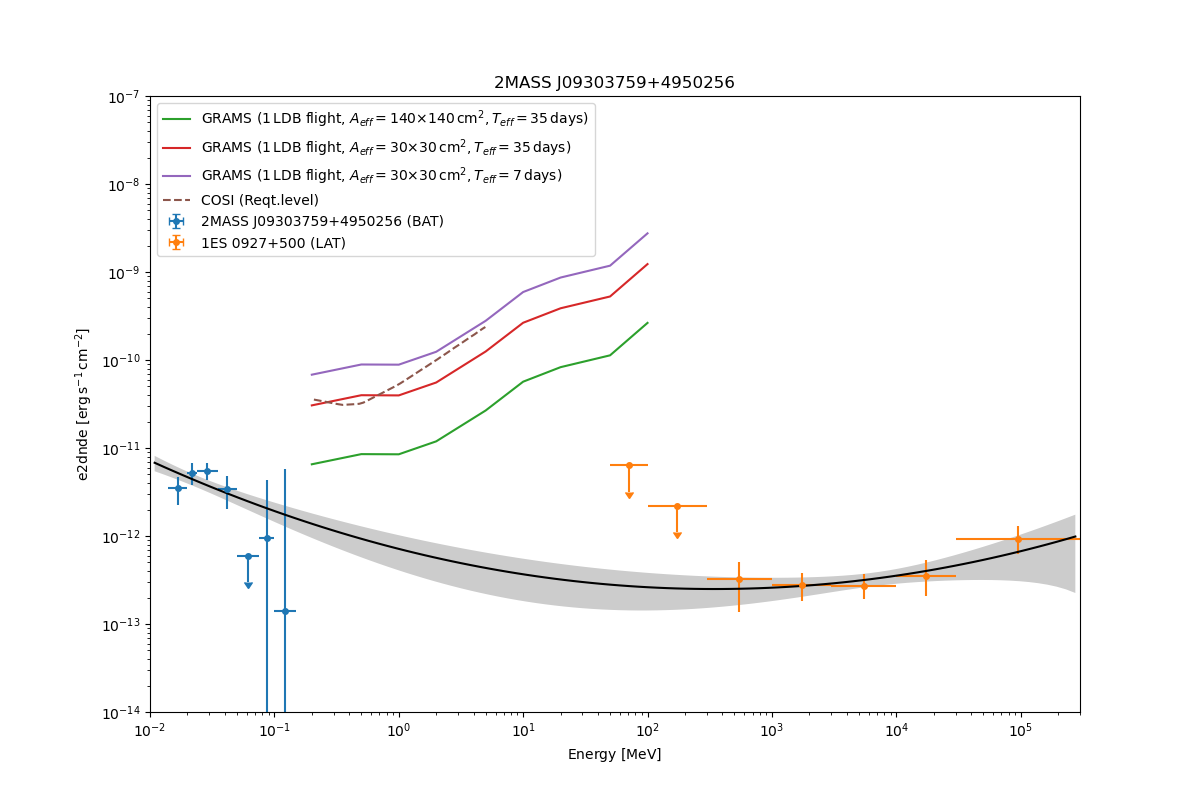 2MASS J09303759+4950256
10⁻⁷
10⁻⁸
10⁻⁹
10⁻¹⁰
10⁻¹¹
10⁻¹²
10⁻¹³
10⁻¹⁴
e2dnde [erg s⁻¹ cm⁻²]
GRAMS (1 LDB flight, A_eff = 140×140 cm², T_eff = 35 days)
GRAMS (1 LDB flight, A_eff = 30×30 cm², T_eff = 35 days)
GRAMS (1 LDB flight, A_eff = 30×30 cm², T_eff = 7 days)
COSI (Reqt.level)
2MASS J09303759+4950256 (BAT)
1ES 0927+500 (LAT)
10⁻² 10⁻¹ 10⁰ 10¹ 10² 10³ 10⁴ 10⁵
Energy [MeV]